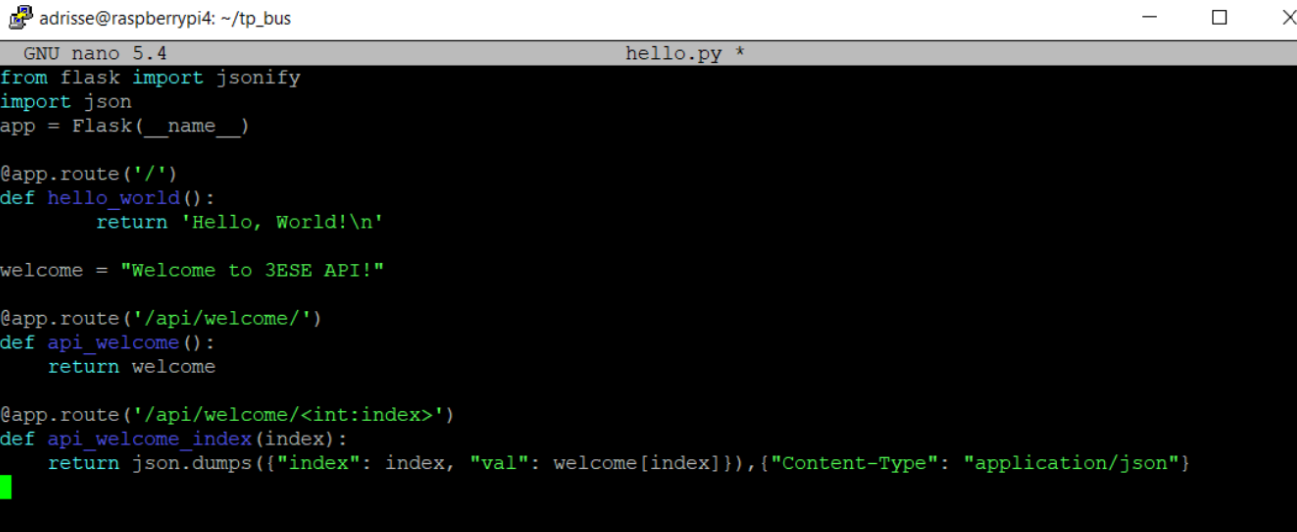 adrisse@raspberrypi4: ~/tp_bus
GNU nano 5.4 hello.py *
from flask import jsonify
import json
app = Flask(__name__)
@app.route('/')
def hello_world():
        return 'Hello, World!\n'
welcome = "Welcome to 3ESE API!"
@app.route('/api/welcome/')
def api_welcome():
    return welcome
@app.route('/api/welcome/<int:index>')
def api_welcome_index(index):
    return json.dumps({"index": index, "val": welcome[index]}),{"Content-Type": "application/json"}